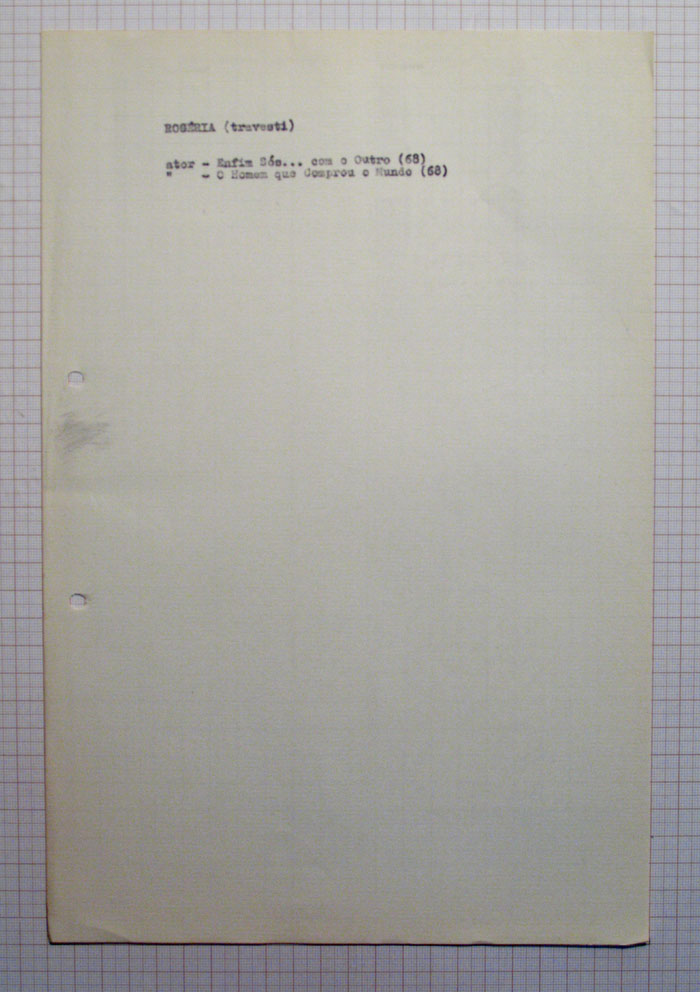 ROGÉRIA (travesti)
ator - Enfim Sós... com o Outro (68)
" - O Homem que Comprou o Mundo (68)